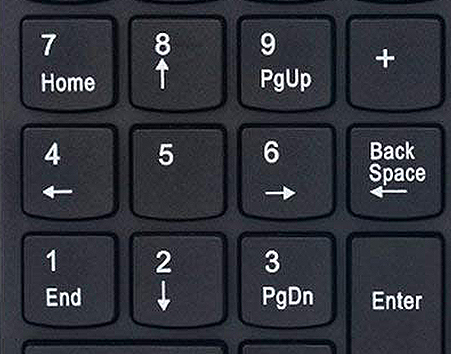 7 8 9 +
Home ↑ PgUp
4 5 6 Back
Space
← → ←
1 2 3
End ↓ PgDn Enter